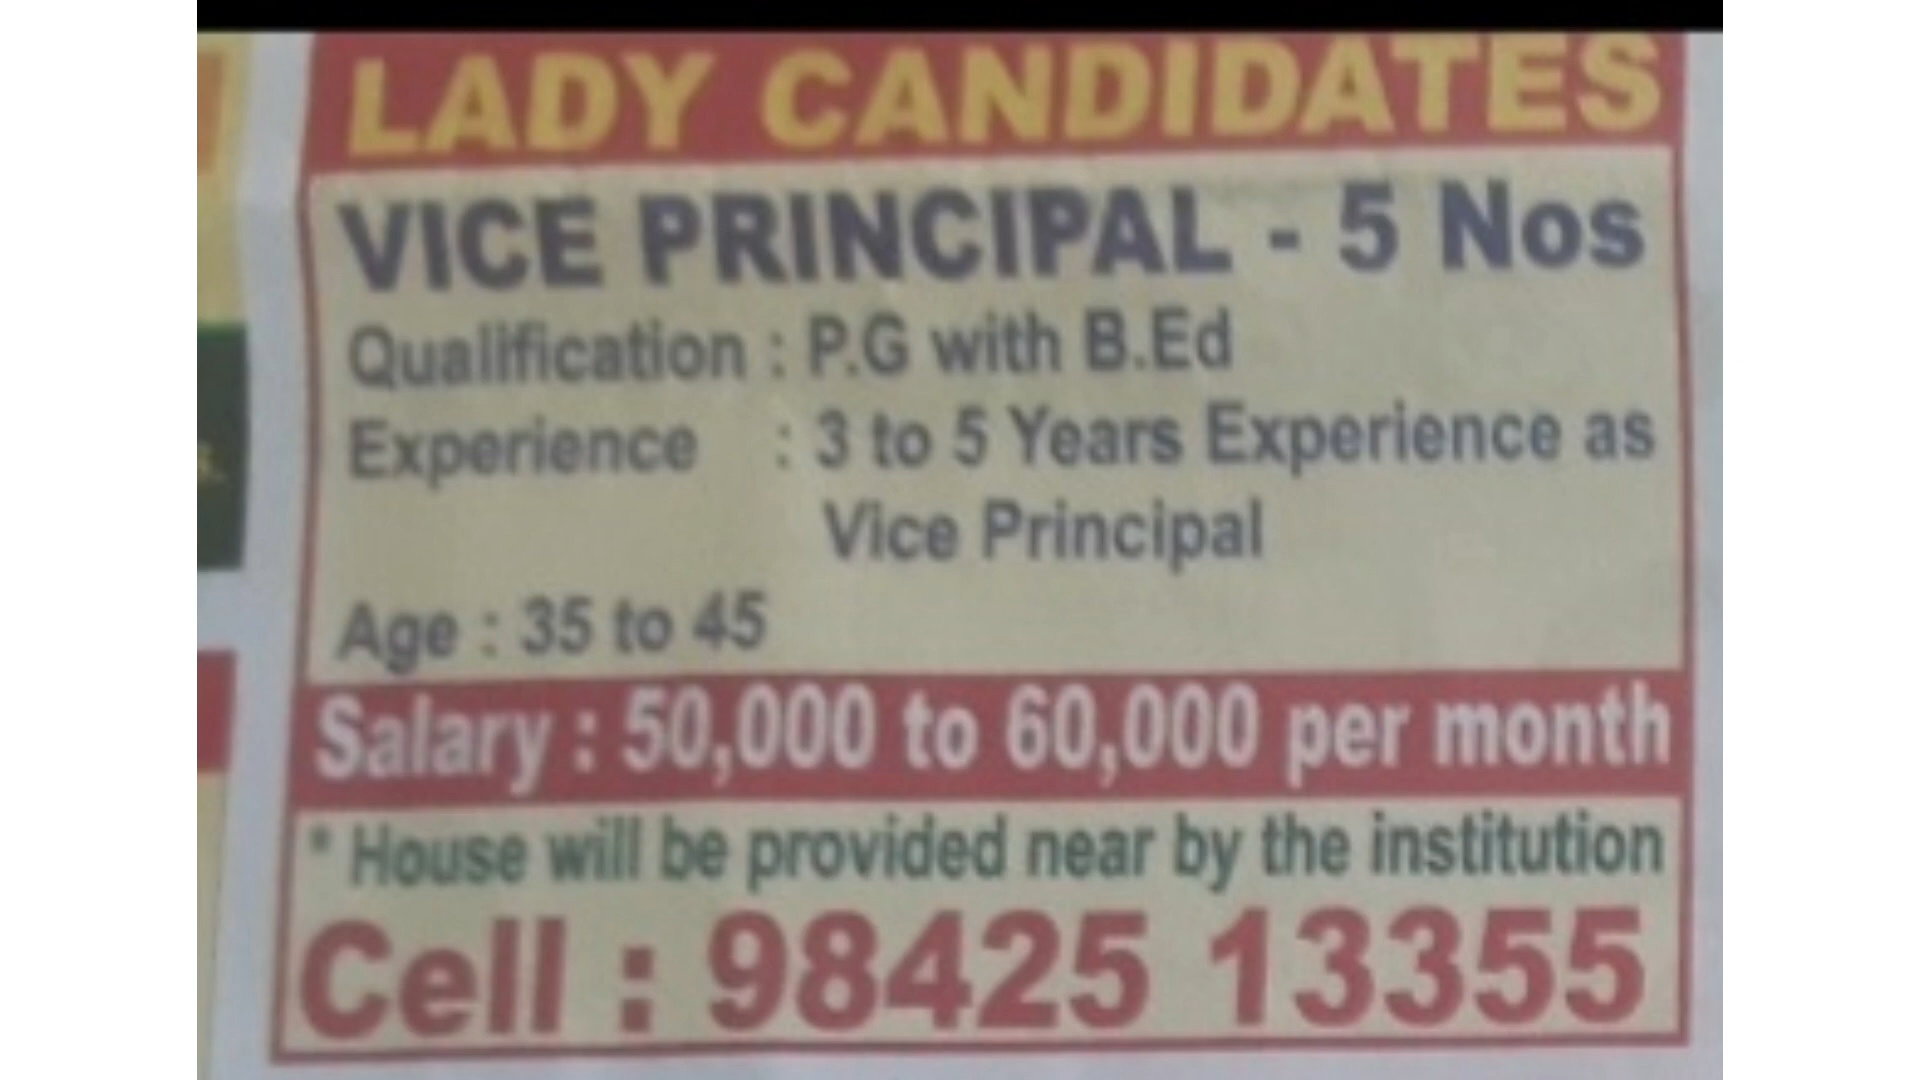 LADY CANDIDATES
VICE PRINCIPAL - 5 Nos
Qualification : P.G with B.Ed
Experience : 3 to 5 Years Experience as
Vice Principal
Age : 35 to 45
Salary : 50,000 to 60,000 per month
* House will be provided near by the institution
Cell : 98425 13355